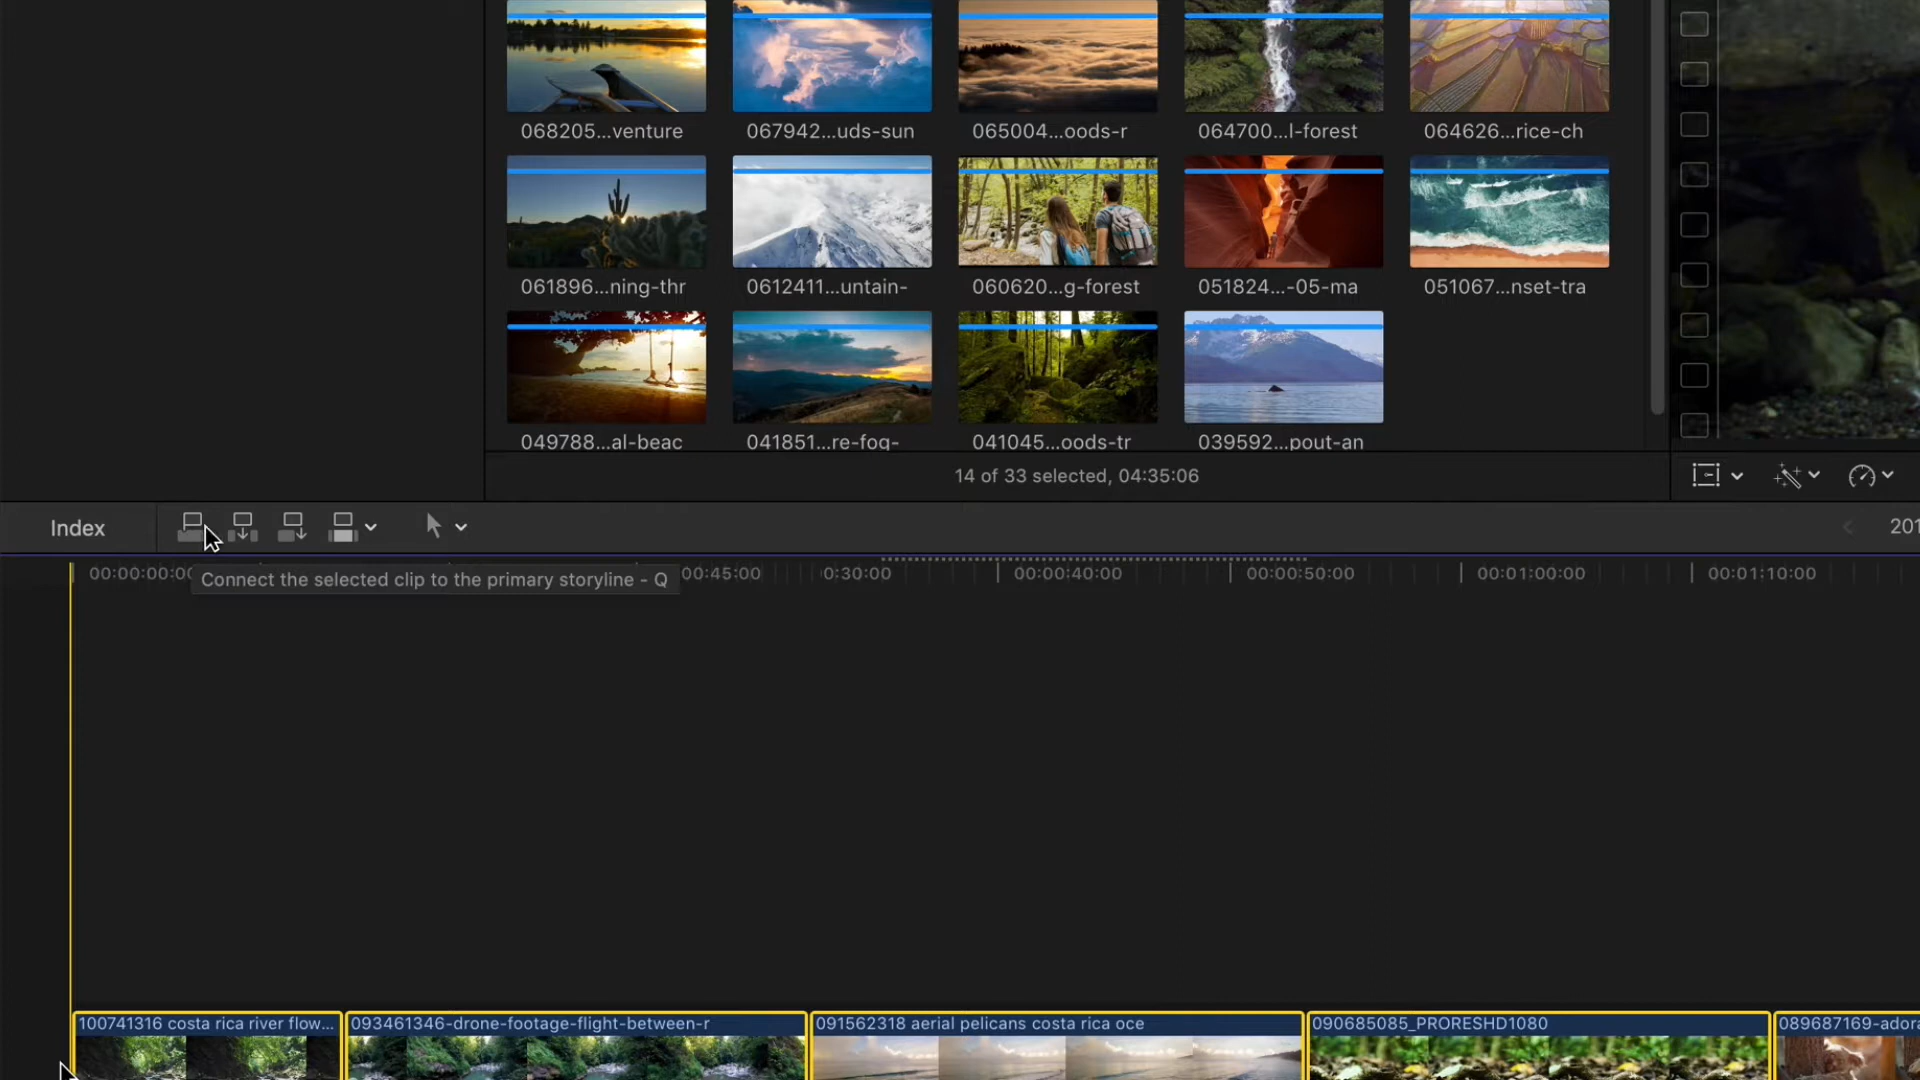 068205...venture
067942...uds-sun
065004...oods-r
064700...l-forest
064626...rice-ch
061896...ning-thr
0612411...untain-
060620...g-forest
051824...-05-ma
051067...nset-tra
049788...al-beac
041851...re-fog-
041045...oods-tr
039592...pout-an
14 of 33 selected, 04:35:06
Index
201
00:00:00:00
00:45:00
0:30:00
00:00:40:00
00:00:50:00
00:01:00:00
00:01:10:00
Connect the selected clip to the primary storyline - Q
100741316 costa rica river flow...
093461346-drone-footage-flight-between-r
091562318 aerial pelicans costa rica oce
090685085_PRORESHD1080
089687169-adora